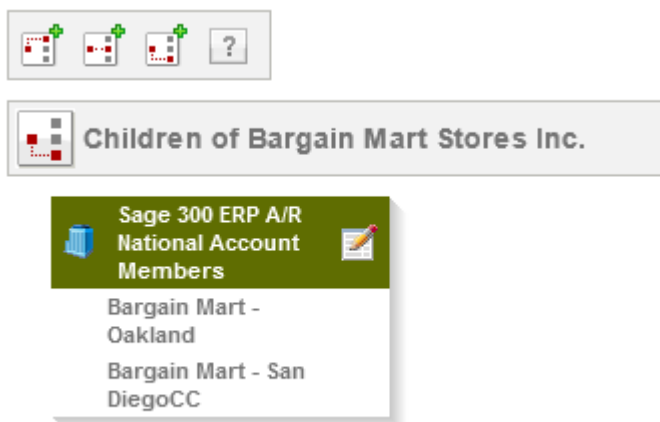 ?
Children of Bargain Mart Stores Inc.
Sage 300 ERP A/R
National Account
Members
Bargain Mart -
Oakland
Bargain Mart - San
DiegoCC